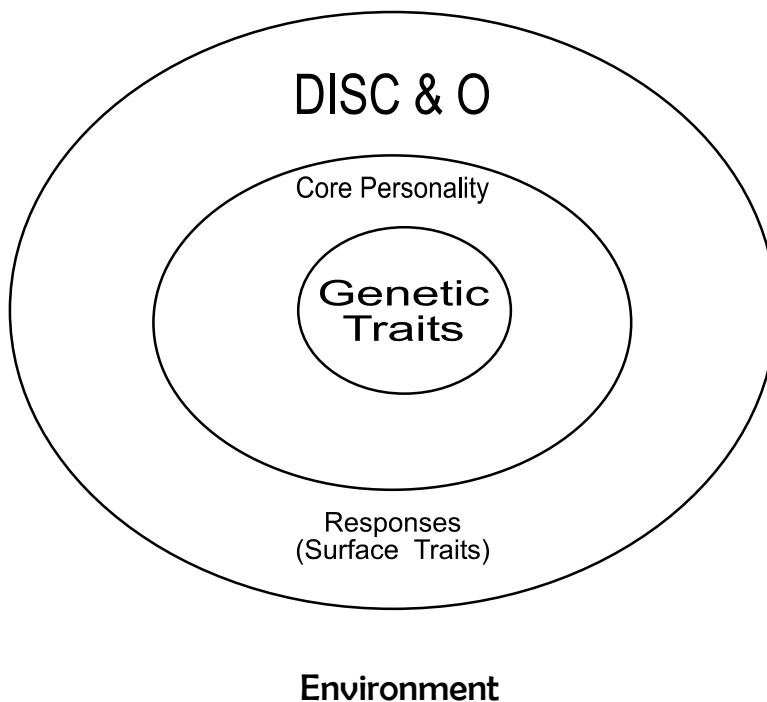 DISC & O
Core Personality
Genetic
Traits
Responses
(Surface Traits)
Environment